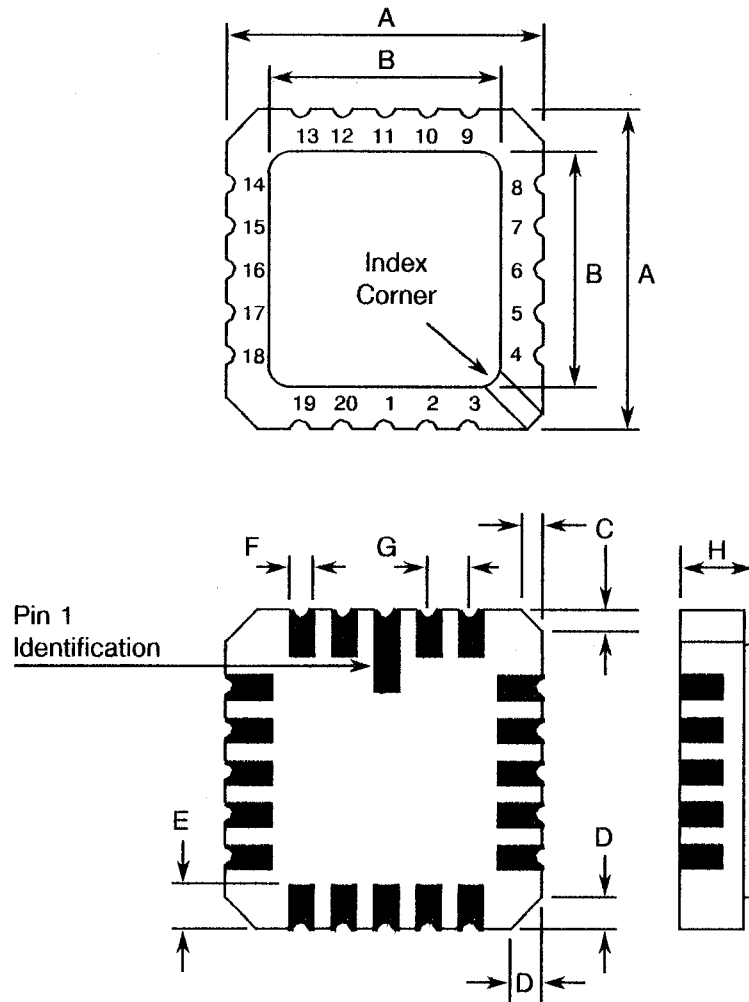 A
B
13 12 11 10 9
14 8
15 7
16 6
17 5
18 4
Index
Corner
B
A
19 20 1 2 3
C
F
G
H
Pin 1
Identification
E
D
D